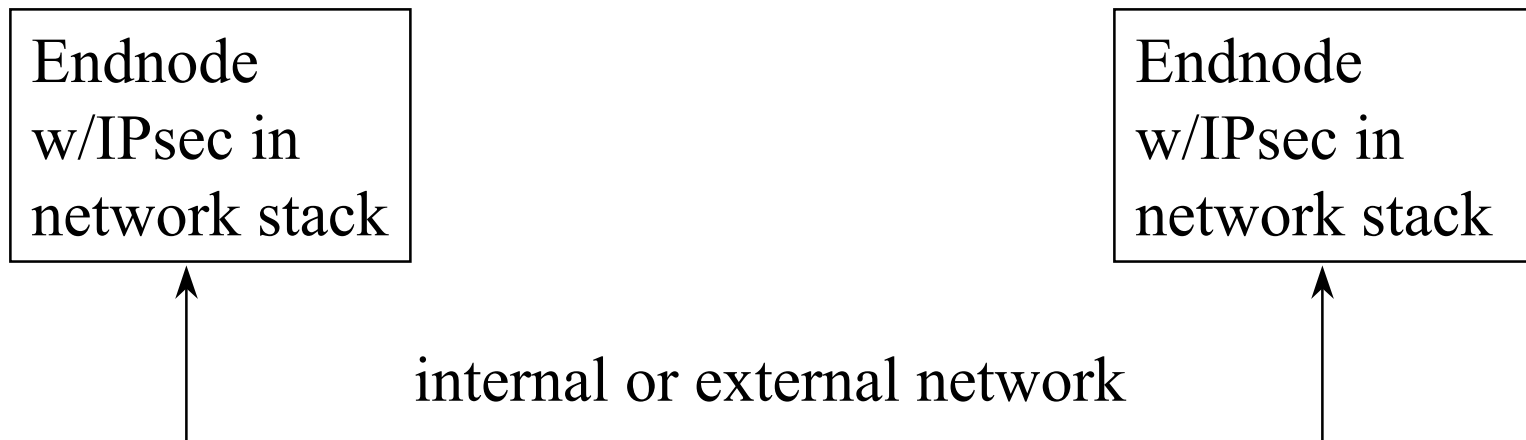 Endnode
w/IPsec in
network stack
Endnode
w/IPsec in
network stack
internal or external network